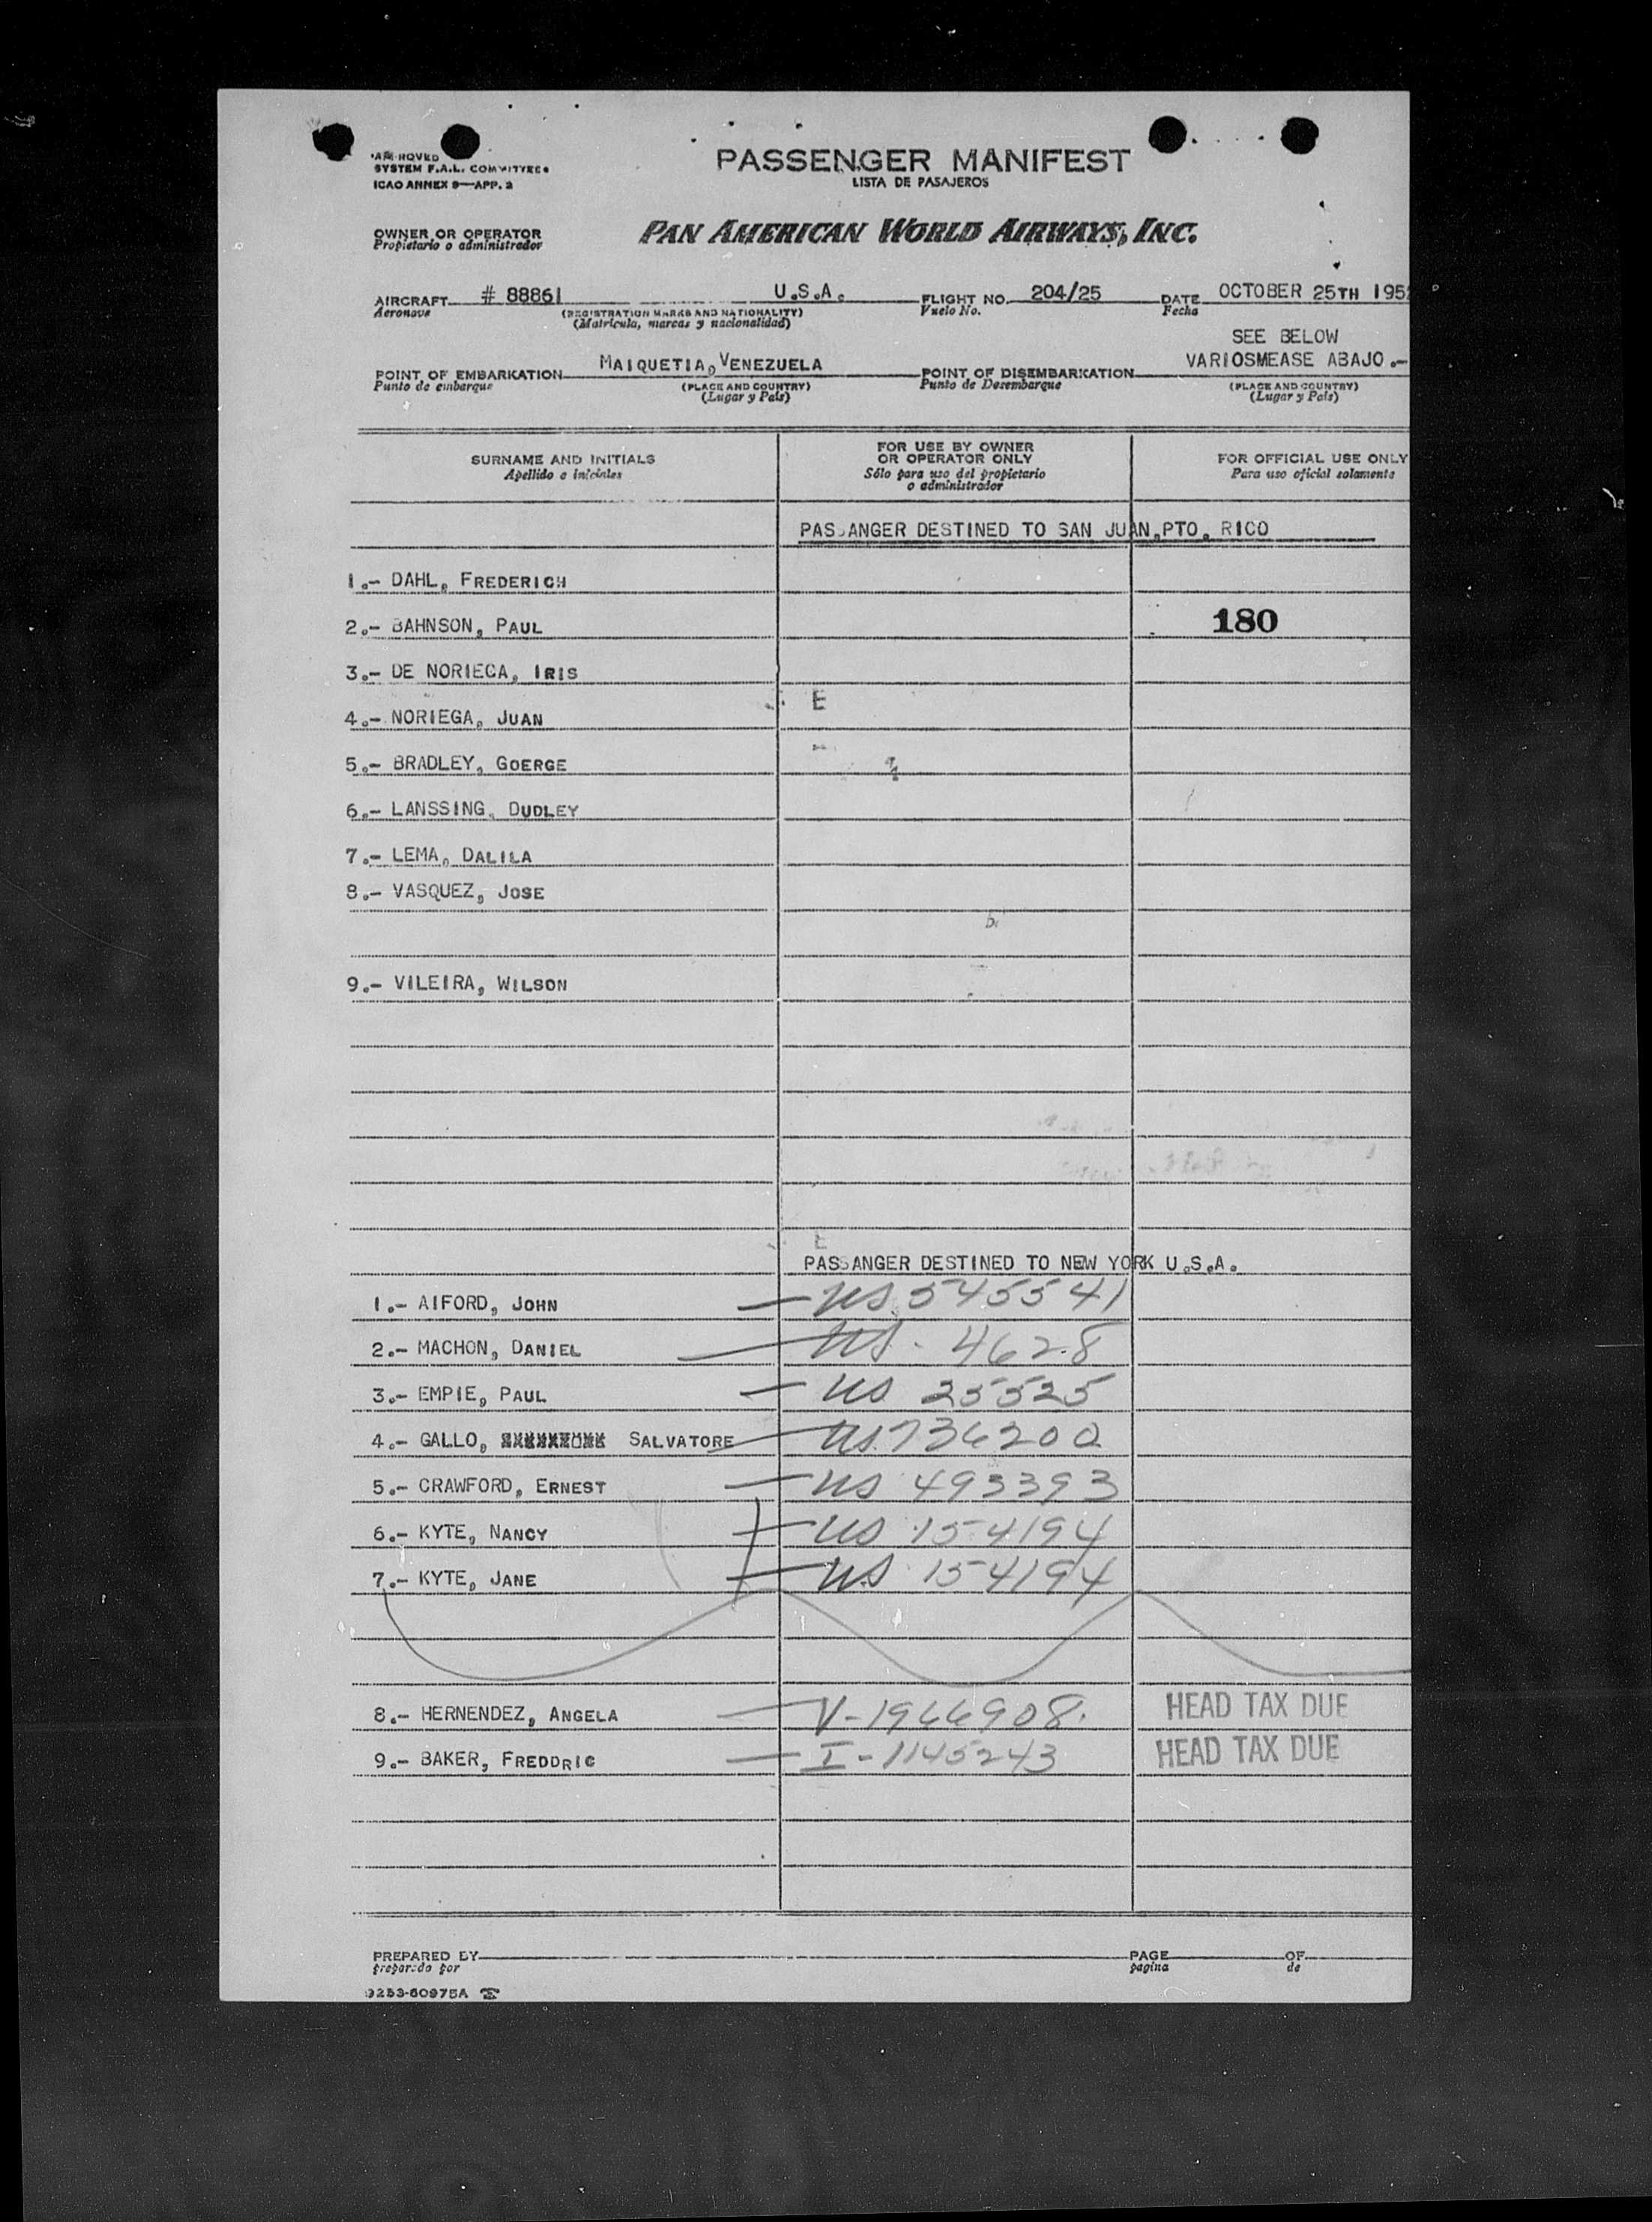 APPROVED
SYSTEM F.A.L. COMMITTEE
ICAO ANNEX 9—APP. 2
PASSENGER MANIFEST
LISTA DE PASAJEROS
OWNER OR OPERATOR
Propietario o administrador
PAN AMERICAN WORLD AIRWAYS, INC.
AIRCRAFT # 88861 U.S.A. FLIGHT NO. 204/25 DATE OCTOBER 25TH 195
Aeronave (REGISTRATION MARKS AND NATIONALITY) Vuelo No. Fecha
(Matrícula, marcas y nacionalidad)
SEE BELOW
POINT OF EMBARKATION MAIQUETIA, VENEZUELA POINT OF DISEMBARKATION VARIOSMEASE ABAJO.-
Punto de embarque (PLACE AND COUNTRY) Punto de Desembarque (PLACE AND COUNTRY)
(Lugar y País) (Lugar y País)
SURNAME AND INITIALS
Apellido e iniciales
FOR USE BY OWNER
OR OPERATOR ONLY
Sólo para uso del propietario
o administrador
FOR OFFICIAL USE ONLY
Para uso oficial solamente
PASSANGER DESTINED TO SAN JUAN, PTO. RICO
1.- DAHL, FREDERICH
2.- BAHNSON, PAUL 180
3.- DE NORIECA, IRIS
4.- NORIEGA, JUAN
5.- BRADLEY, GOERGE
6.- LANSSING, DUDLEY
7.- LEMA, DALILA
8.- VASQUEZ, JOSE
9.- VILEIRA, WILSON
PASSANGER DESTINED TO NEW YORK U.S.A.
1.- AIFORD, JOHN — US 545541
2.- MACHON, DANIEL — US. 4628
3.- EMPIE, PAUL — US 25525
4.- GALLO, SALVATORE — US 736200
5.- CRAWFORD, ERNEST — US 493393
6.- KYTE, NANCY — US 154194
7.- KYTE, JANE — US 154194
8.- HERNENDEZ, ANGELA — V-1966908. HEAD TAX DUE
9.- BAKER, FREDDRIC — I-1145243 HEAD TAX DUE
PREPARED BY PAGE OF
preparado por pagina de
9253-60975A